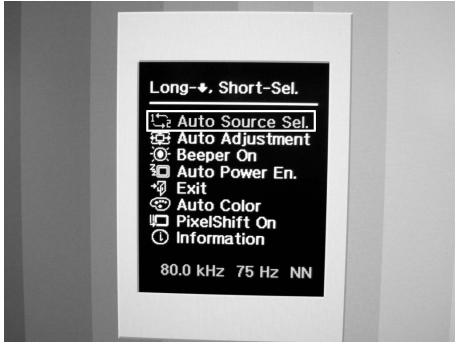 Long-↓, Short-Sel.
Auto Source Sel.
Auto Adjustment
Beeper On
Auto Power En.
Exit
Auto Color
PixelShift On
Information
80.0 kHz 75 Hz NN